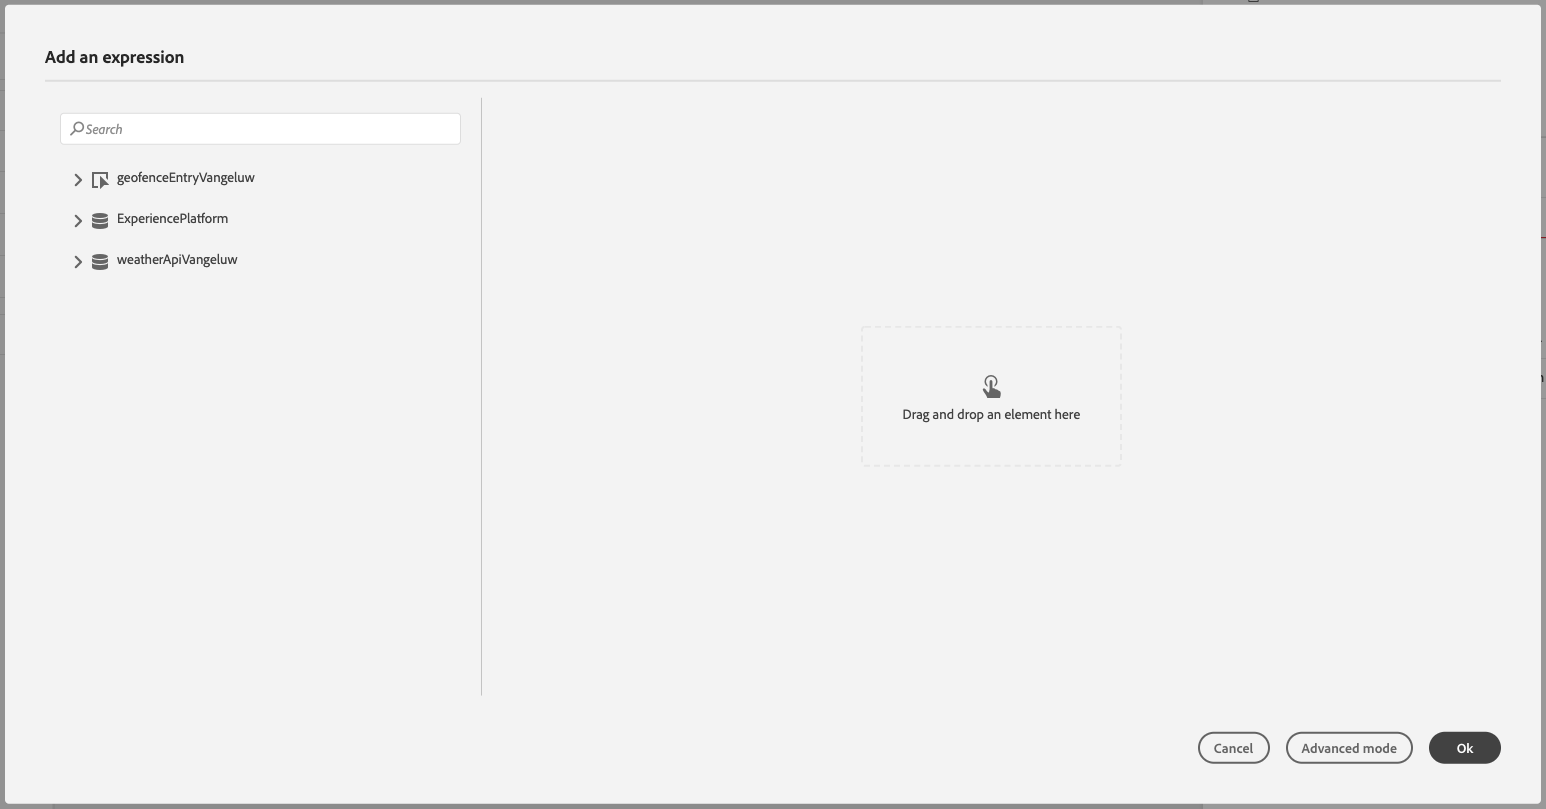 Add an expression
Search
geofenceEntryVangeluw
ExperiencePlatform
weatherApiVangeluw
Drag and drop an element here
Cancel
Advanced mode
Ok